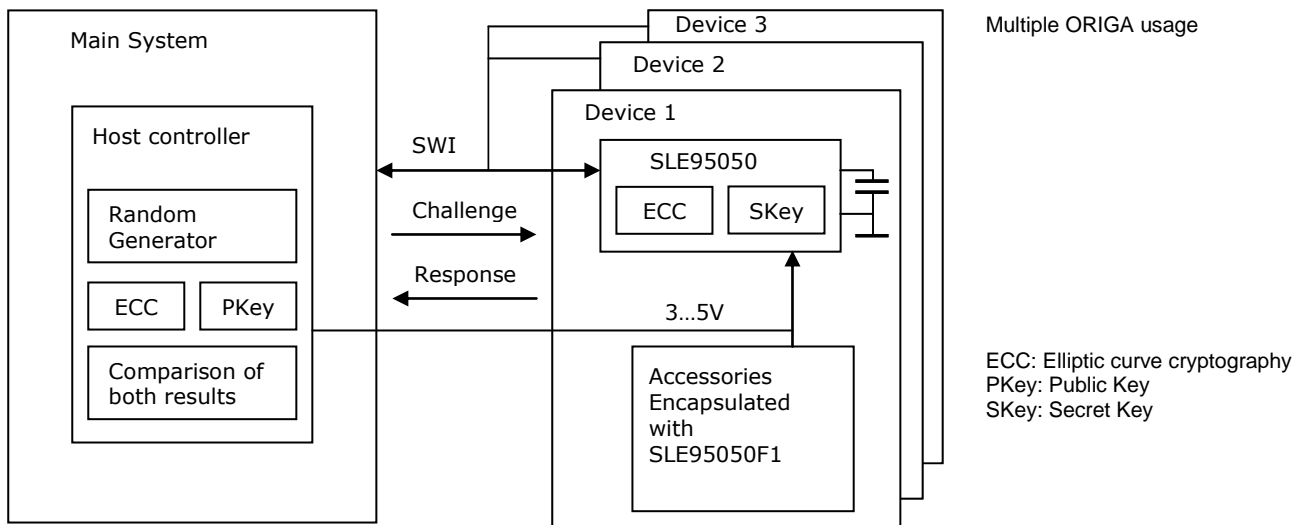 Main System
Host controller
Random
Generator
ECC
PKey
Comparison of
both results
SWI
Challenge
Response
3...5V
Device 3
Device 2
Device 1
SLE95050
ECC
SKey
Accessories
Encapsulated
with
SLE95050F1
Multiple ORIGA usage
ECC: Elliptic curve cryptography
PKey: Public Key
SKey: Secret Key